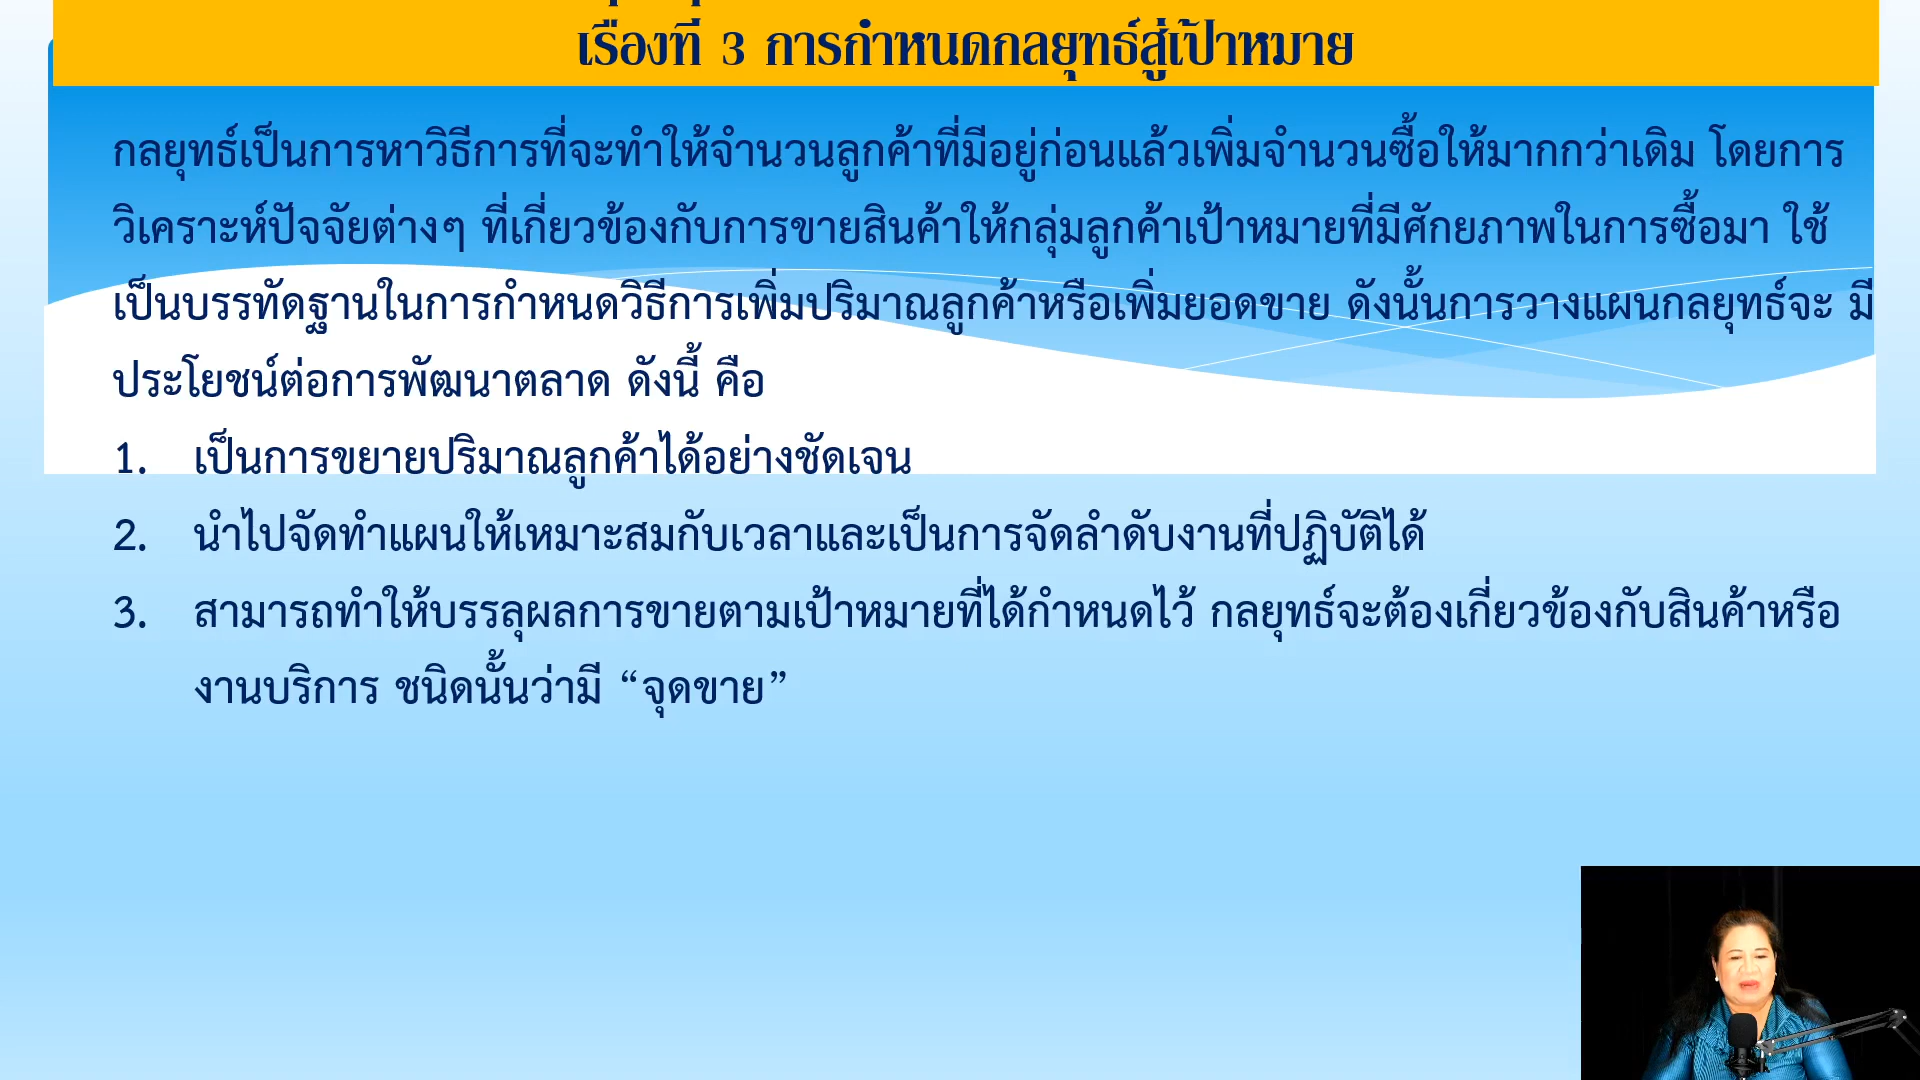 เรื่องที่ 3 การกำหนดกลยุทธ์สู่เป้าหมาย
กลยุทธ์เป็นการหาวิธีการที่จะทำให้จำนวนลูกค้าที่มีอยู่ก่อนแล้วเพิ่มจำนวนซื้อให้มากกว่าเดิม โดยการ
วิเคราะห์ปัจจัยต่างๆ ที่เกี่ยวข้องกับการขายสินค้าให้กลุ่มลูกค้าเป้าหมายที่มีศักยภาพในการซื้อมา ใช้
เป็นบรรทัดฐานในการกำหนดวิธีการเพิ่มปริมาณลูกค้าหรือเพิ่มยอดขาย ดังนั้นการวางแผนกลยุทธ์จะ มี
ประโยชน์ต่อการพัฒนาตลาด ดังนี้ คือ
1. เป็นการขยายปริมาณลูกค้าได้อย่างชัดเจน
2. นำไปจัดทำแผนให้เหมาะสมกับเวลาและเป็นการจัดลำดับงานที่ปฏิบัติได้
3. สามารถทำให้บรรลุผลการขายตามเป้าหมายที่ได้กำหนดไว้ กลยุทธ์จะต้องเกี่ยวข้องกับสินค้าหรือ
งานบริการ ชนิดนั้นว่ามี “จุดขาย”